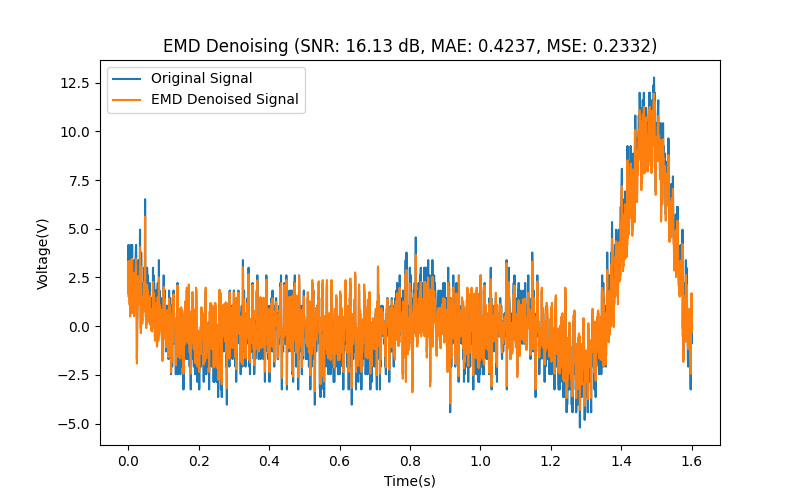 EMD Denoising (SNR: 16.13 dB, MAE: 0.4237, MSE: 0.2332)
Original Signal
EMD Denoised Signal
Voltage(V)
12.5
10.0
7.5
5.0
2.5
0.0
−2.5
−5.0
0.0 0.2 0.4 0.6 0.8 1.0 1.2 1.4 1.6
Time(s)